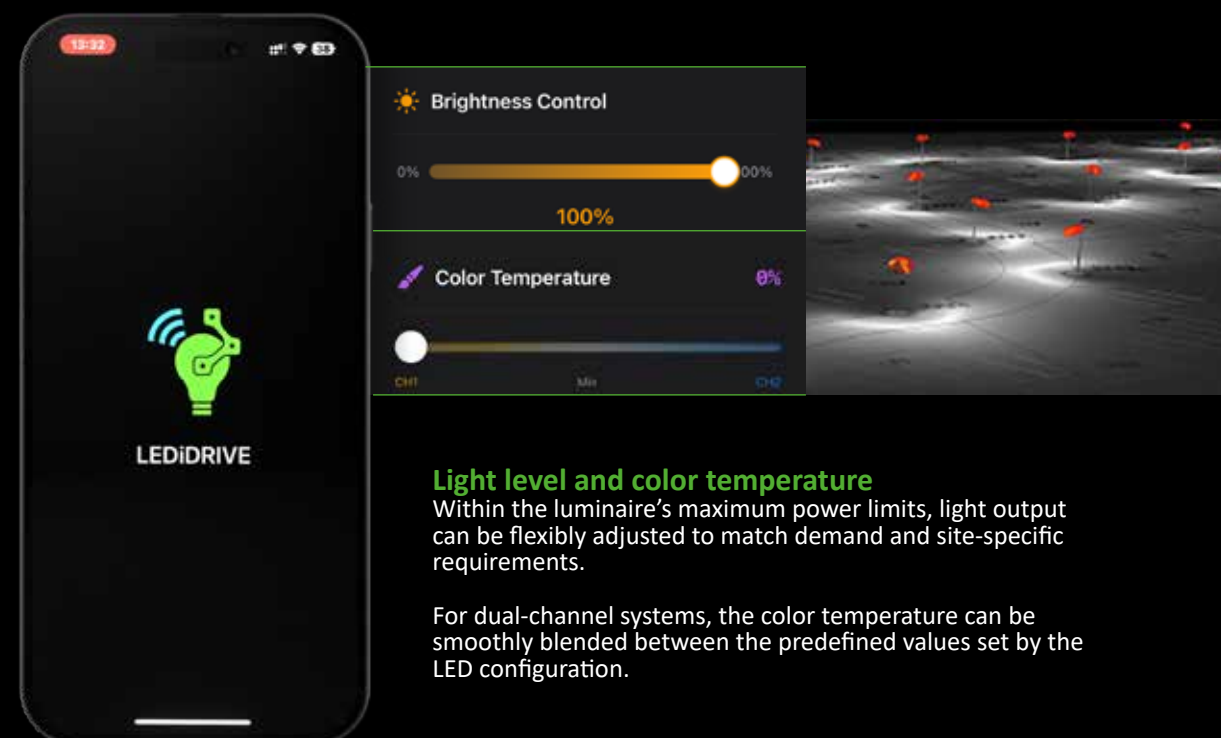 13:32
38
Brightness Control
0%
00%
100%
Color Temperature
0%
CH1
Mix
CH2
LEDiDRIVE
Light level and color temperature
Within the luminaire's maximum power limits, light output
can be flexibly adjusted to match demand and site-specific
requirements.
For dual-channel systems, the color temperature can be
smoothly blended between the predefined values set by the
LED configuration.